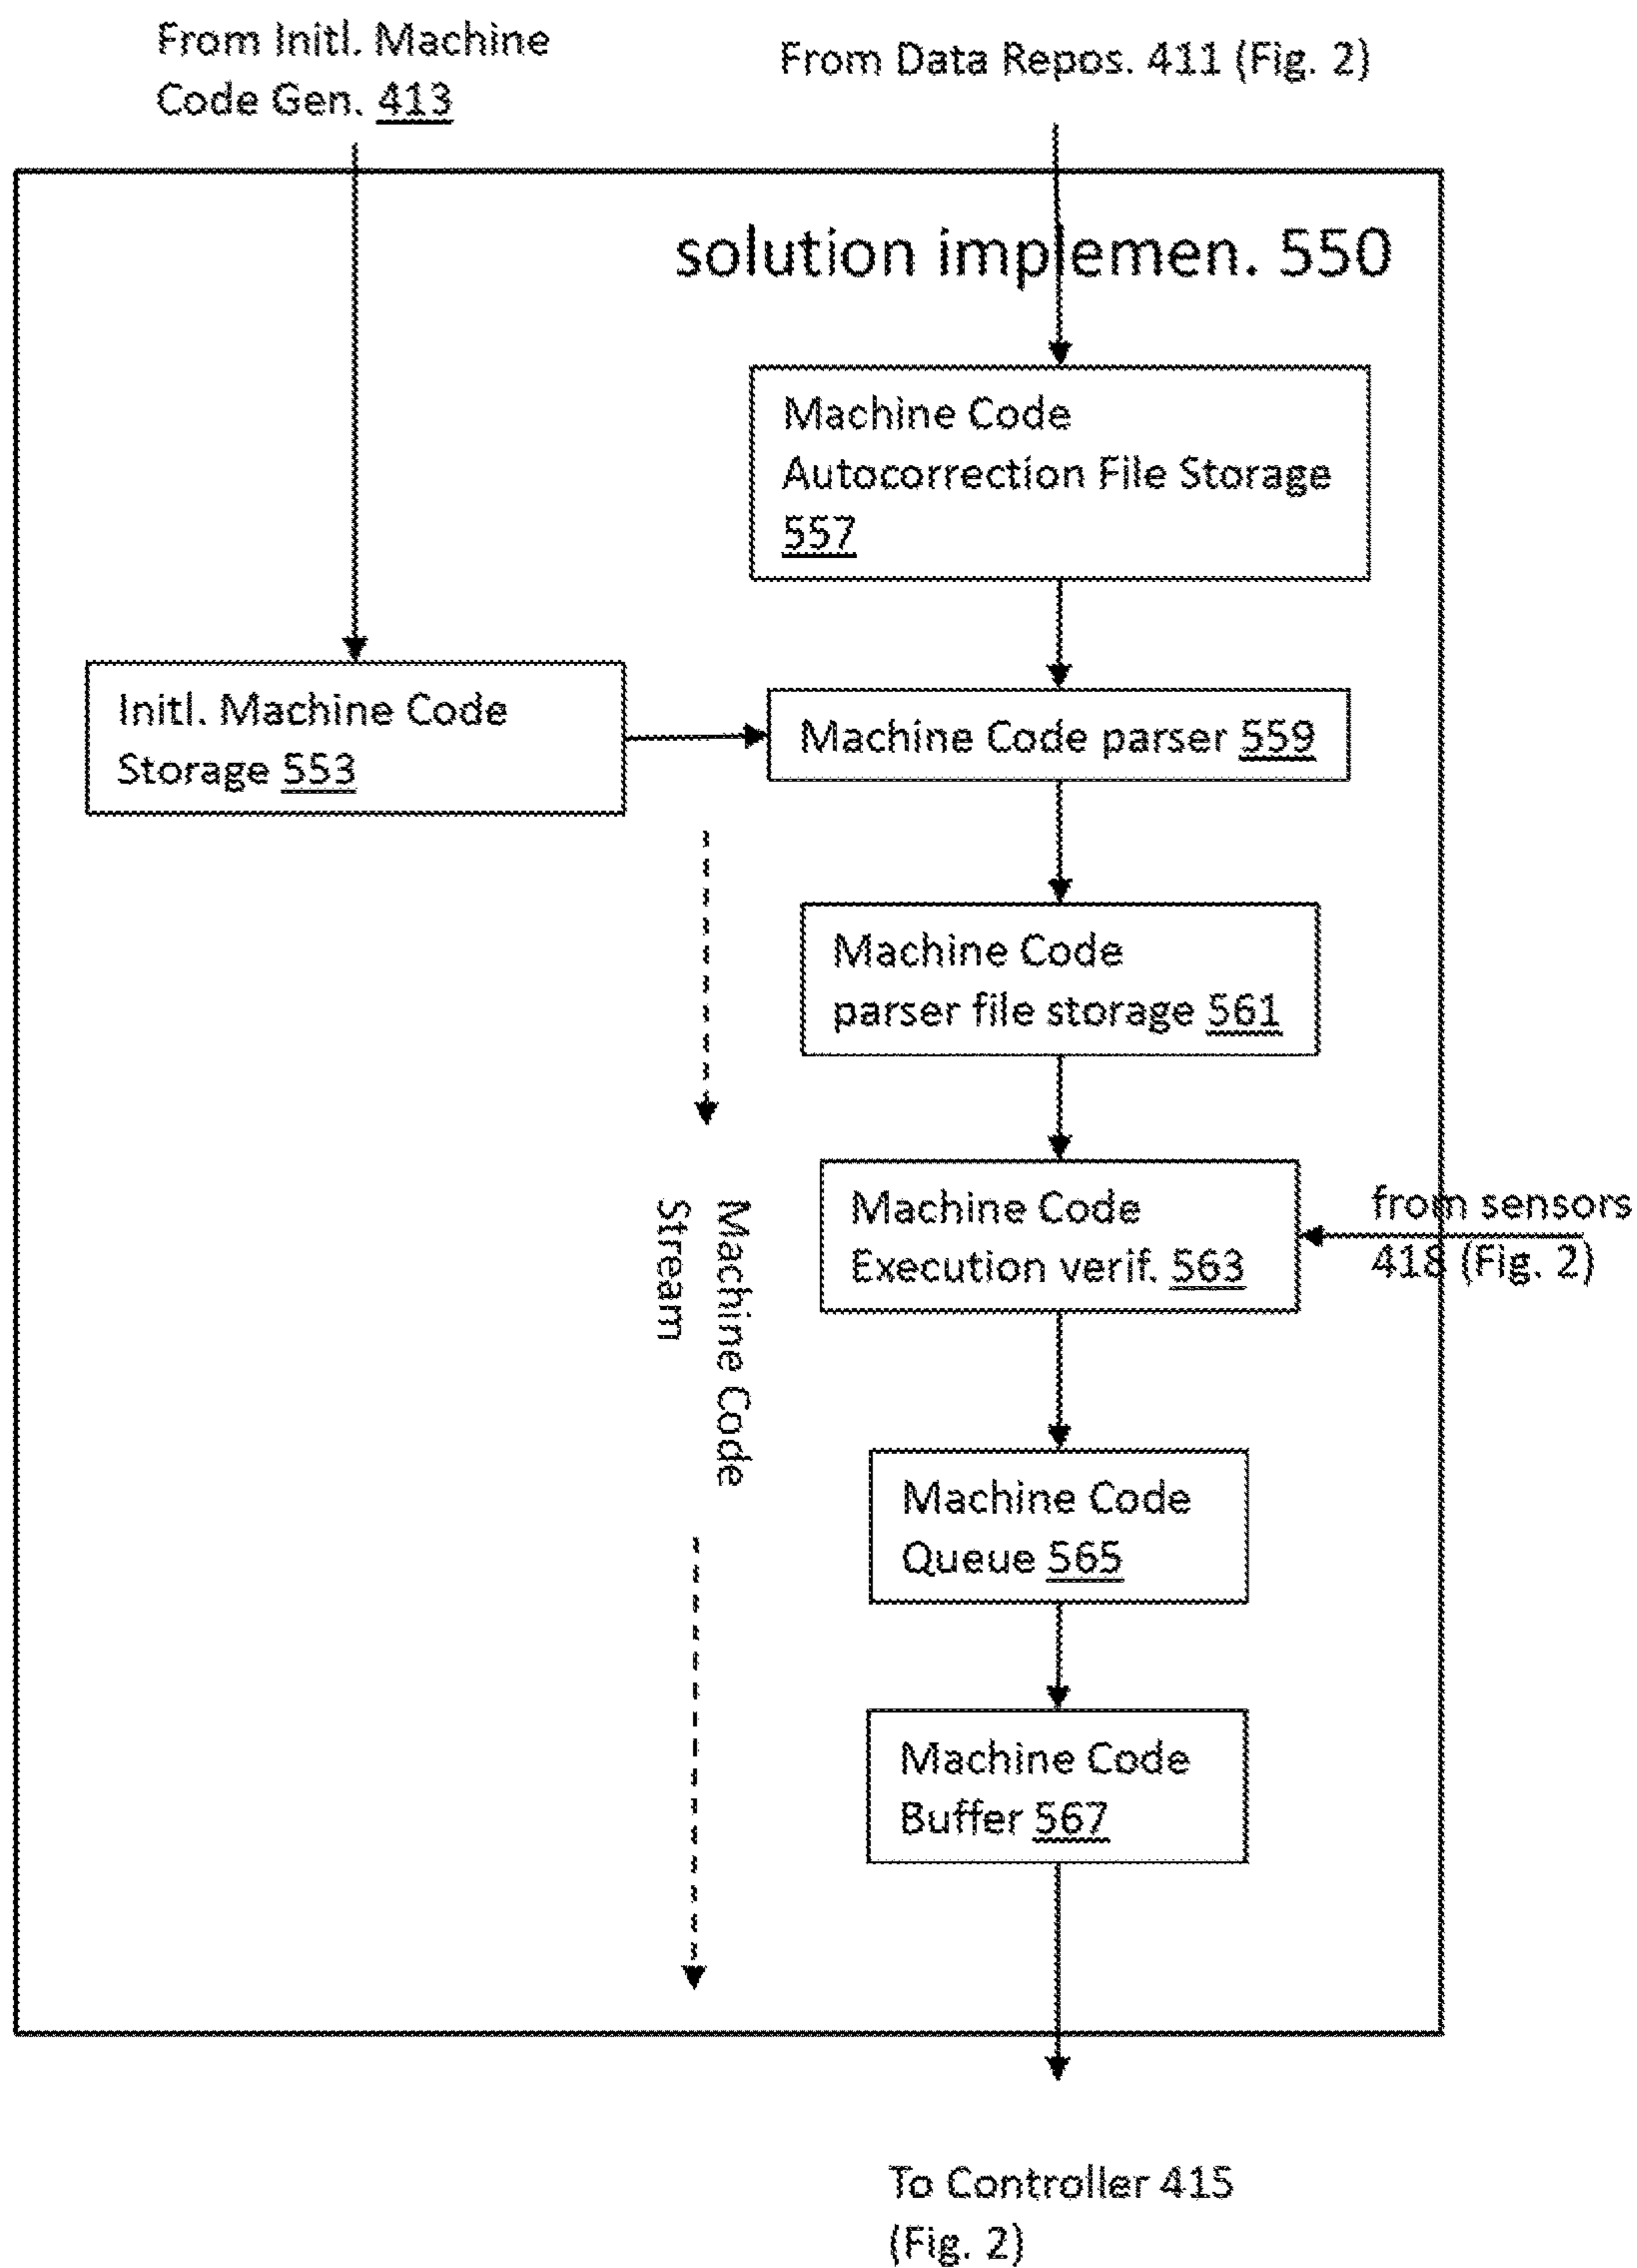 From Initl. Machine
Code Gen. 413
From Data Repos. 411 (Fig. 2)
solution implemen. 550
Machine Code
Autocorrection File Storage
557
Initl. Machine Code
Storage 553
Machine Code parser 559
Machine Code
parser file storage 561
Machine Code
Execution verif. 563
from sensors
418 (Fig. 2)
Machine Code
Stream
Machine Code
Queue 565
Machine Code
Buffer 567
To Controller 415
(Fig. 2)